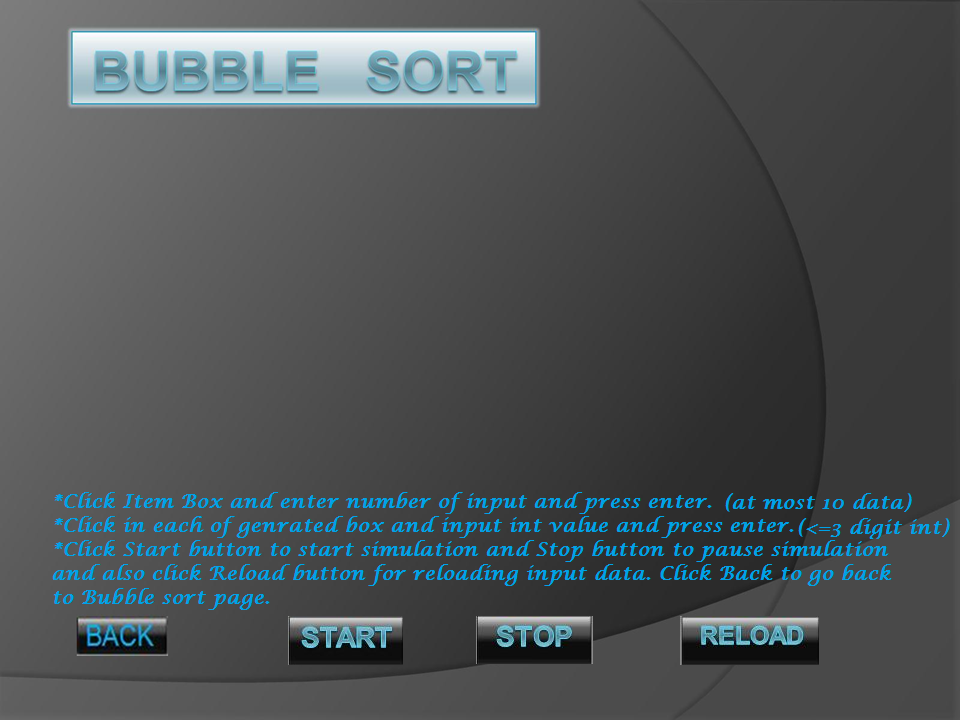 BUBBLE SORT
*Click Item Box and enter number of input and press enter. (at most 10 data)
*Click in each of genrated box and input int value and press enter.(<=3 digit int)
*Click Start button to start simulation and Stop button to pause simulation
and also click Reload button for reloading input data. Click Back to go back
to Bubble sort page.
BACK START STOP RELOAD